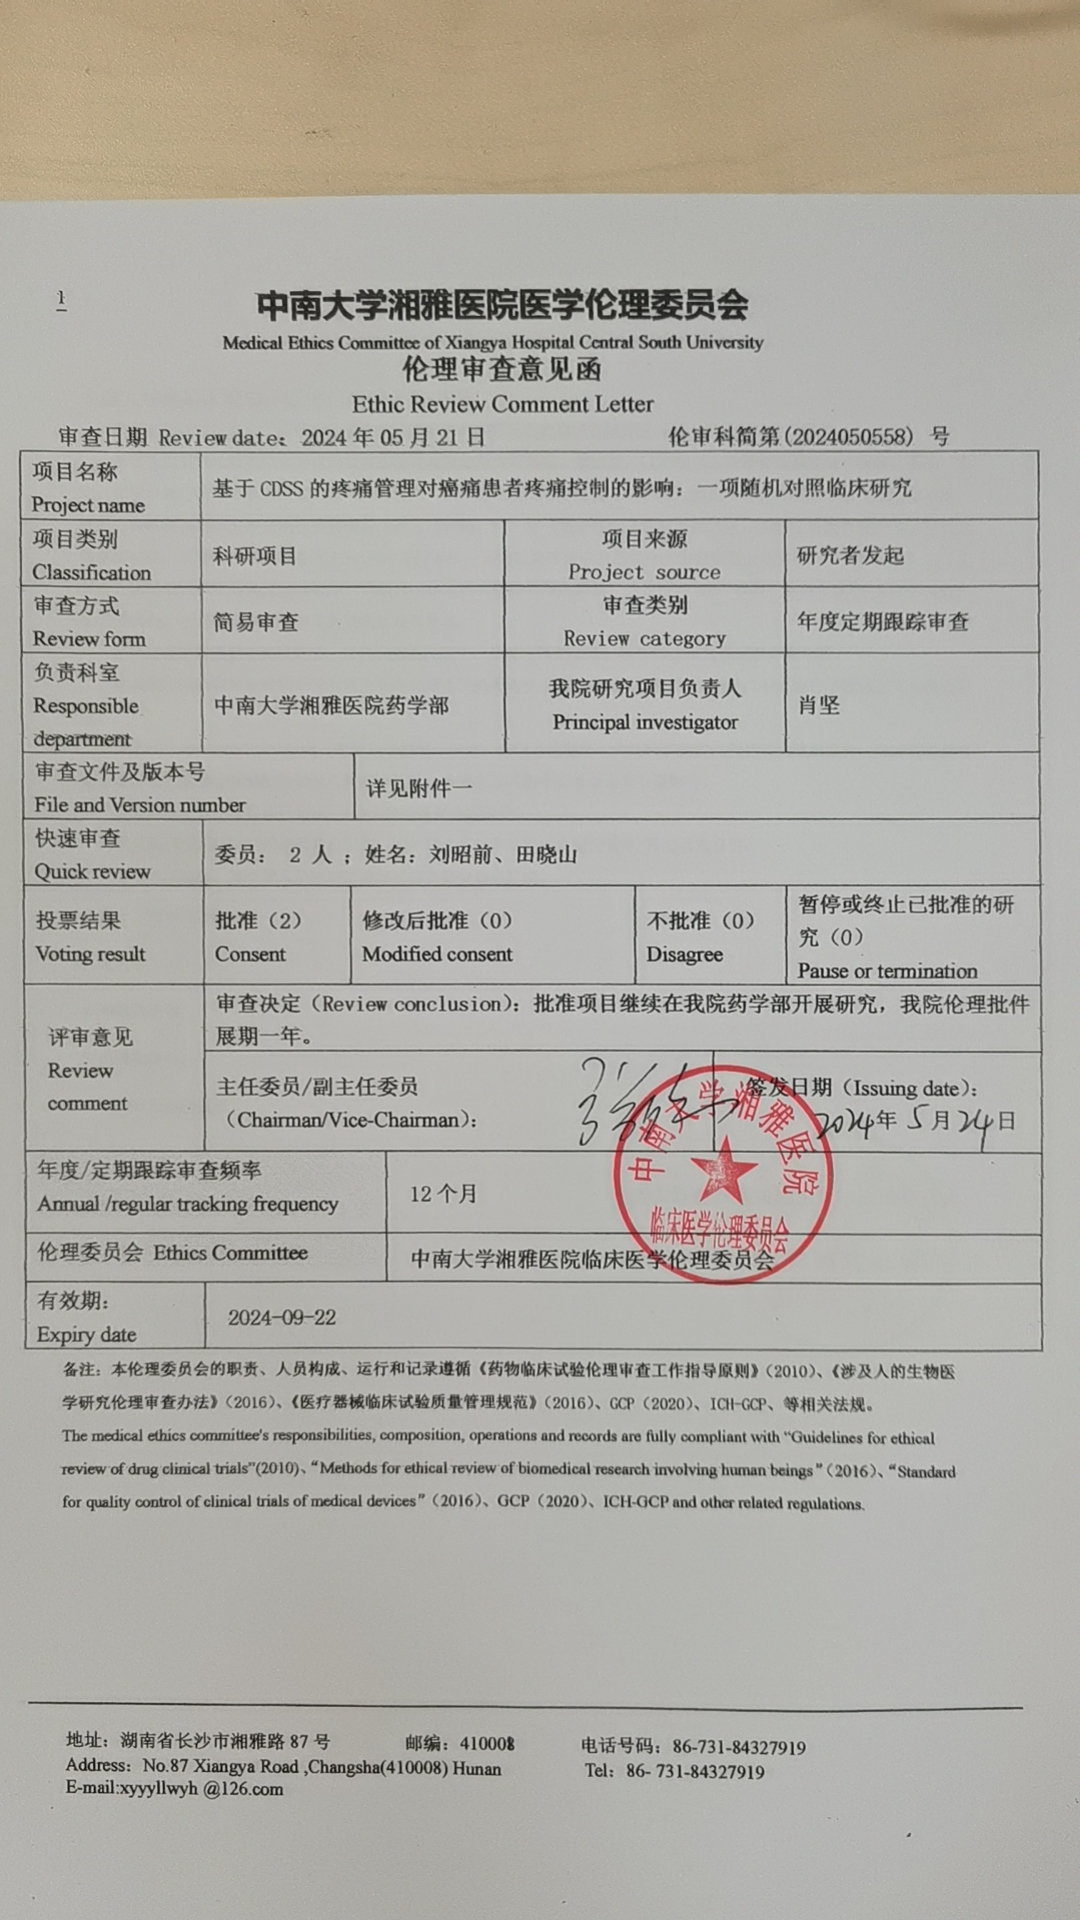 1
中南大学湘雅医院医学伦理委员会
Medical Ethics Committee of Xiangya Hospital Central South University
伦理审查意见函
Ethic Review Comment Letter
审查日期 Review date：2024 年 05 月 21 日 伦审科简第(2024050558) 号
项目名称
Project name
基于 CDSS 的疼痛管理对癌痛患者疼痛控制的影响：一项随机对照临床研究
项目类别
Classification
科研项目
项目来源
Project source
研究者发起
审查方式
Review form
简易审查
审查类别
Review category
年度定期跟踪审查
负责科室
Responsible
department
中南大学湘雅医院药学部
我院研究项目负责人
Principal investigator
肖坚
审查文件及版本号
File and Version number
详见附件一
快速审查
Quick review
委员： 2 人 ；姓名：刘昭前、田晓山
投票结果
Voting result
批准（2）
Consent
修改后批准（0）
Modified consent
不批准（0）
Disagree
暂停或终止已批准的研
究（0）
Pause or termination
评审意见
Review
comment
审查决定（Review conclusion）：批准项目继续在我院药学部开展研究，我院伦理批件
展期一年。
主任委员/副主任委员
（Chairman/Vice-Chairman）：
签发日期（Issuing date）：
2024年 5月 24日
中南大学湘雅医院
临床医学伦理委员会
年度/定期跟踪审查频率
Annual /regular tracking frequency
12 个月
伦理委员会 Ethics Committee
中南大学湘雅医院临床医学伦理委员会
有效期：
Expiry date
2024-09-22
备注：本伦理委员会的职责、人员构成、运行和记录遵循《药物临床试验伦理审查工作指导原则》（2010）、《涉及人的生物医
学研究伦理审查办法》（2016）、《医疗器械临床试验质量管理规范》（2016）、GCP（2020）、ICH-GCP、等相关法规。
The medical ethics committee's responsibilities, composition, operations and records are fully compliant with “Guidelines for ethical
review of drug clinical trials”(2010)、“Methods for ethical review of biomedical research involving human beings”（2016）、“Standard
for quality control of clinical trials of medical devices”（2016）、GCP（2020）、ICH-GCP and other related regulations.
地址：湖南省长沙市湘雅路 87 号 邮编：410008 电话号码：86-731-84327919
Address：No.87 Xiangya Road ,Changsha(410008) Hunan Tel：86- 731-84327919
E-mail:xyyyllwyh @126.com